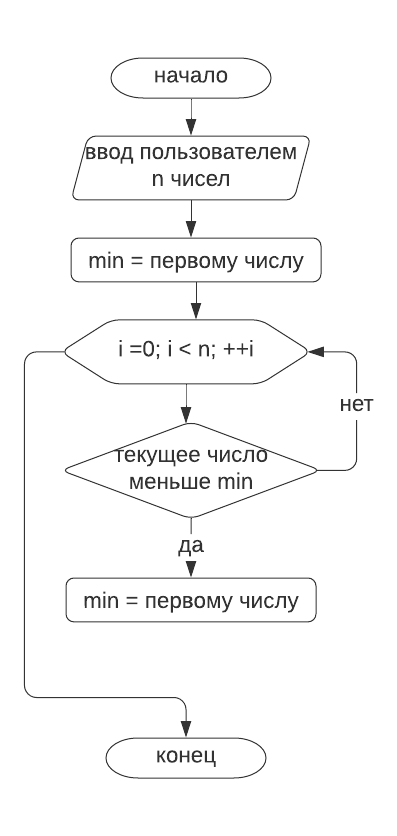 начало
ввод пользователем
n чисел
min = первому числу
i =0; i < n; ++i
нет
текущее число
меньше min
да
min = первому числу
конец